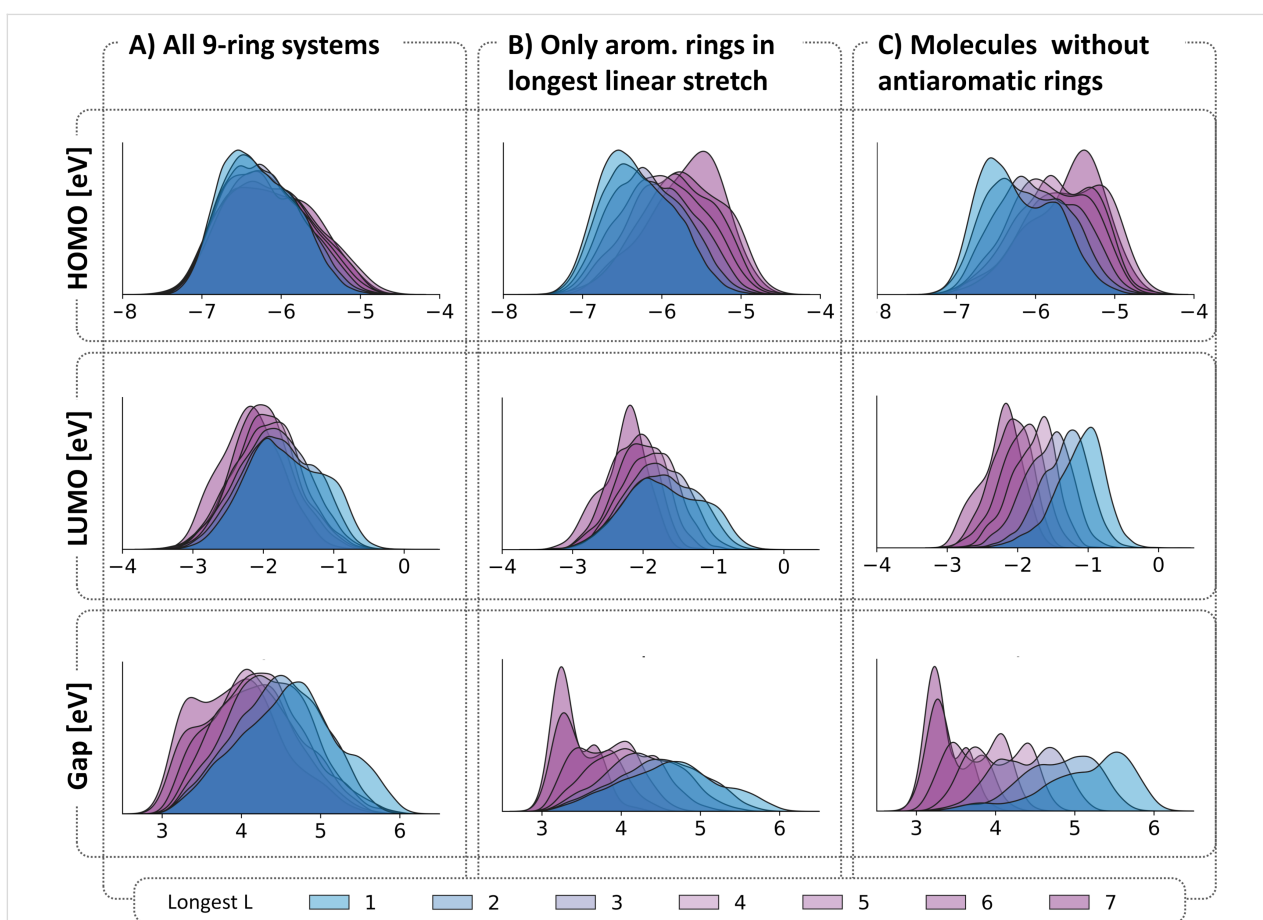 A) All 9-ring systems
B) Only arom. rings in
longest linear stretch
C) Molecules without
antiaromatic rings
HOMO [eV]
−8 −7 −6 −5 −4
−8 −7 −6 −5 −4
8 −7 −6 −5 −4
LUMO [eV]
−4 −3 −2 −1 0
−4 −3 −2 −1 0
−4 −3 −2 −1 0
Gap [eV]
3 4 5 6
3 4 5 6
3 4 5 6
Longest L 1 2 3 4 5 6 7